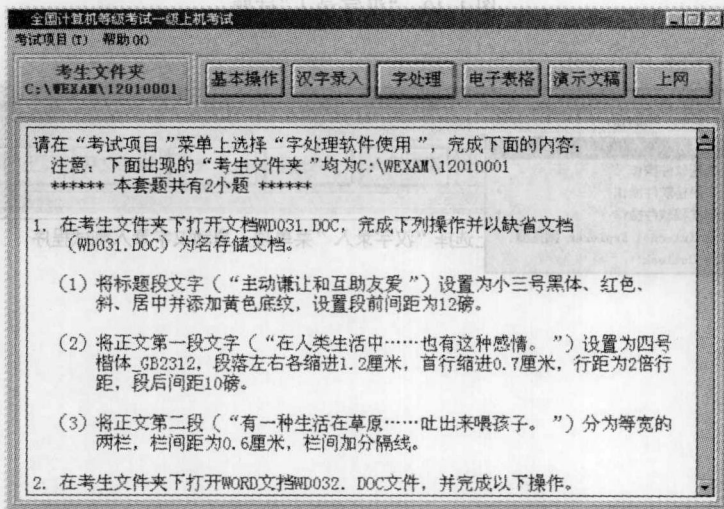 全国计算机等级考试一级上机考试
考试项目(T) 帮助(X)
考生文件夹
C:\WEXAM\12010001
基本操作 汉字录入 字处理 电子表格 演示文稿 上网
请在“考试项目”菜单上选择“字处理软件使用”,完成下面的内容:
注意:下面出现的“考生文件夹”均为C:\WEXAM\12010001
****** 本套题共有2小题 ******
1. 在考生文件夹下打开文档WD031.DOC,完成下列操作并以缺省文档
(WD031.DOC)为名存储文档。
(1) 将标题段文字(“主动谦让和互助友爱”)设置为小三号黑体、红色、
斜、居中并添加黄色底纹,设置段前间距为12磅。
(2) 将正文第一段文字(“在人类生活中……也有这种感情。”)设置为四号
楷体_GB2312,段落左右各缩进1.2厘米,首行缩进0.7厘米,行距为2倍行
距,段后间距10磅。
(3) 将正文第二段(“有一种生活在草原……吐出来喂孩子。”)分为等宽的
两栏,栏间距为0.6厘米,栏间加分隔线。
2. 在考生文件夹下打开WORD文档WD032. DOC文件,并完成以下操作。